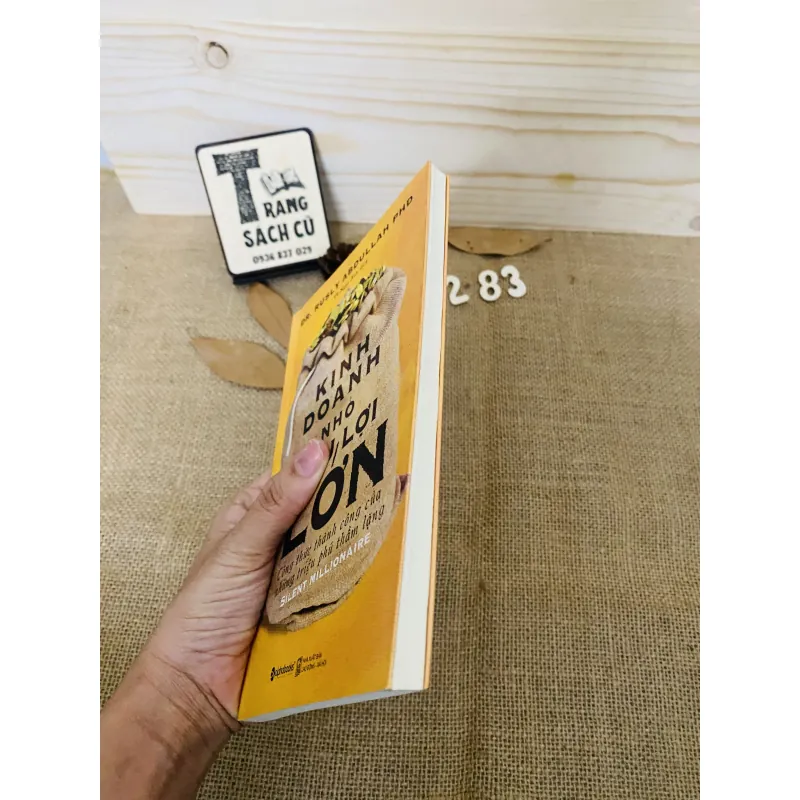 TRANG
SÁCH CŨ
0936 837 029
283
DR. RUSLY ABDULLAH PHD
KINH
DOANH
NHỎ
LỢI
LỚN
Công thức thành công của
những triệu phú thầm lặng
SILENT MILLIONAIRE
alphabooks